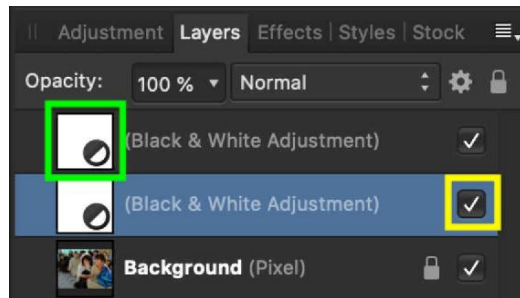 Adjustment Layers Effects | Styles | Stock
Opacity: 100 % Normal
(Black & White Adjustment)
(Black & White Adjustment)
Background (Pixel)